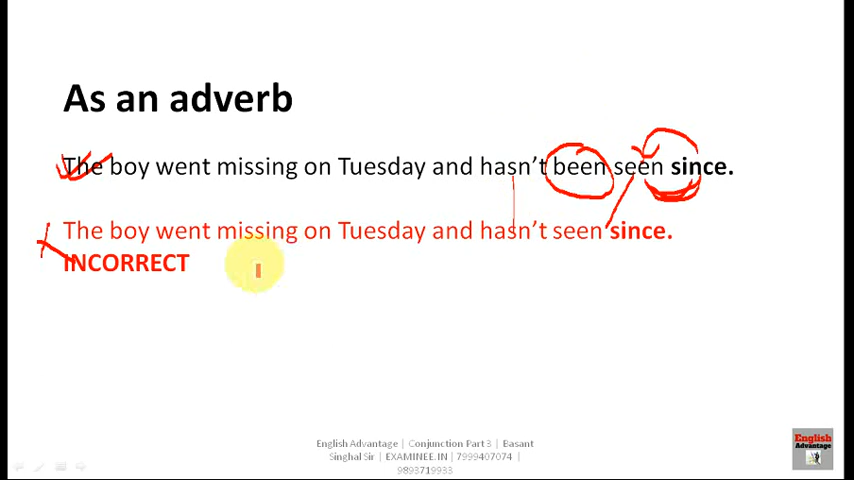 As an adverb
The boy went missing on Tuesday and hasn't been seen since.
The boy went missing on Tuesday and hasn't seen since.
INCORRECT
English Advantage | Conjunction Part 3 | Basant
Singhal Sir | EXAMINEE.IN | 7999407074 |
9893719933
English
Advantage